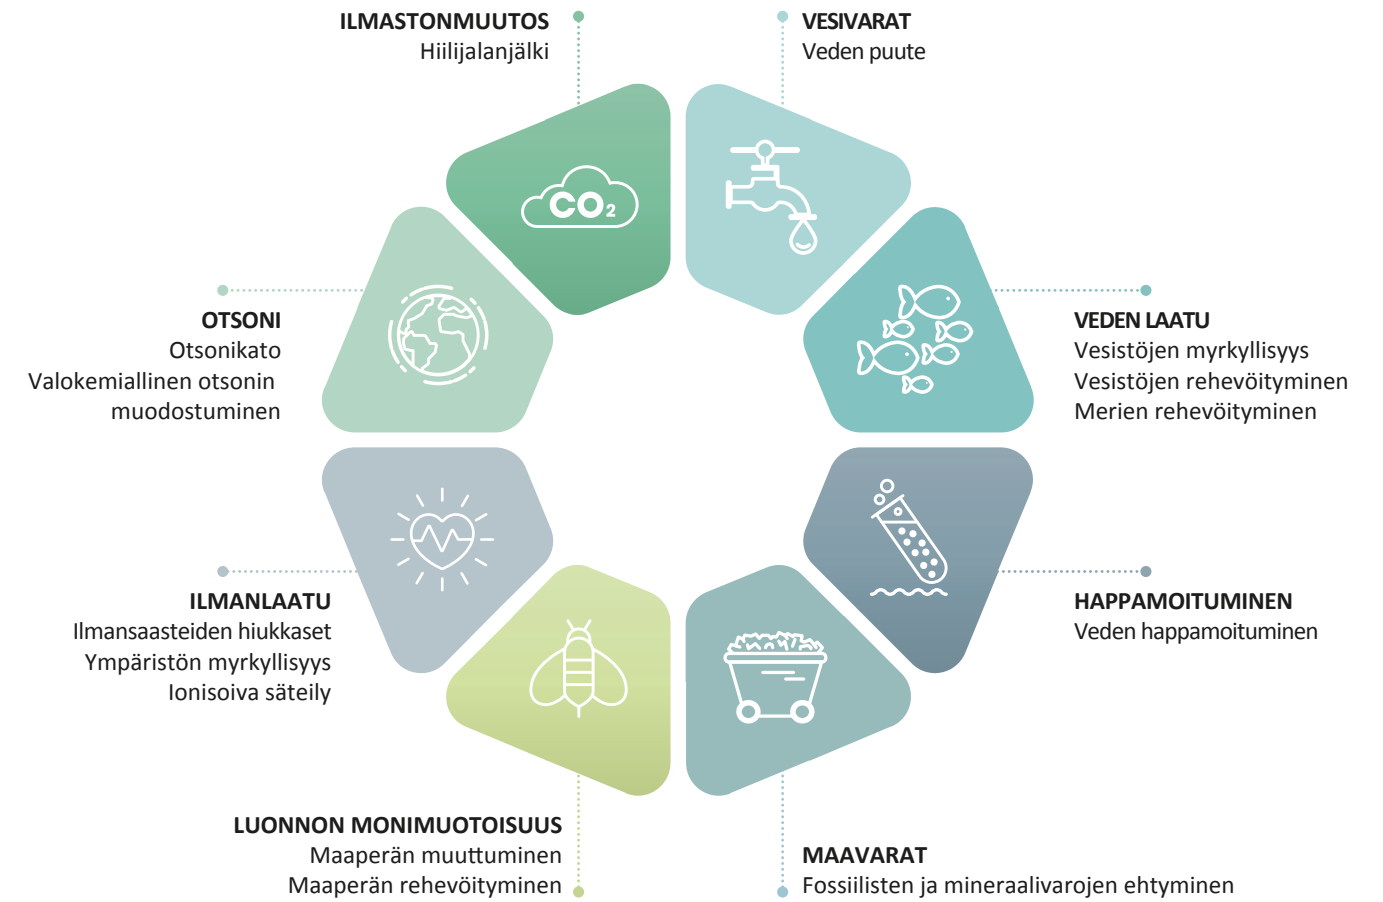 ILMASTONMUUTOS
Hiilijalanjälki
VESIVARAT
Veden puute
CO₂
OTSONI
Otsonikato
Valokemiallinen otsonin
muodostuminen
VEDEN LAATU
Vesistöjen myrkyllisyys
Vesistöjen rehevöityminen
Merien rehevöityminen
ILMANLAATU
Ilmansaasteiden hiukkaset
Ympäristön myrkyllisyys
Ionisoiva säteily
HAPPAMOITUMINEN
Veden happamoituminen
LUONNON MONIMUOTOISUUS
Maaperän muuttuminen
Maaperän rehevöityminen
MAAVARAT
Fossiilisten ja mineraalivarojen ehtyminen